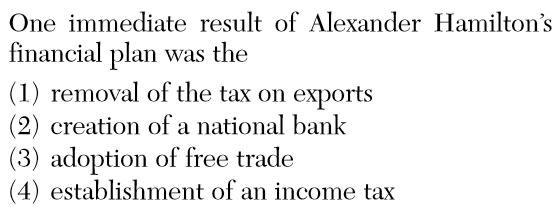 One immediate result of Alexander Hamilton’s
financial plan was the
(1) removal of the tax on exports
(2) creation of a national bank
(3) adoption of free trade
(4) establishment of an income tax